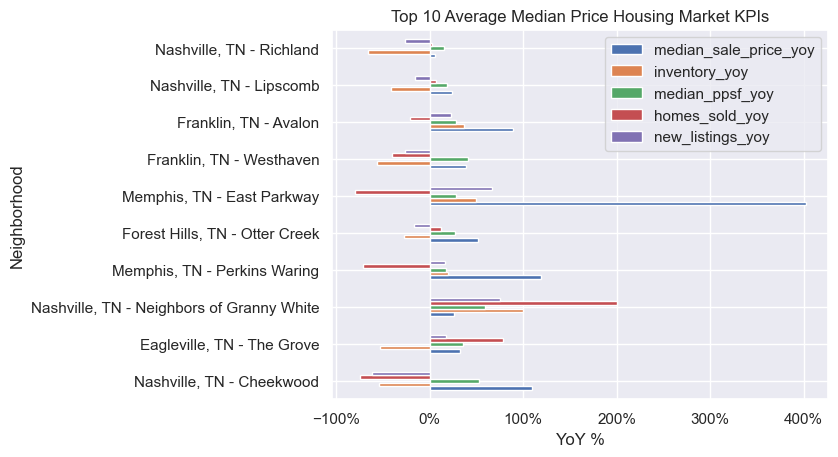 Top 10 Average Median Price Housing Market KPIs
Nashville, TN - Richland
Nashville, TN - Lipscomb
Franklin, TN - Avalon
Franklin, TN - Westhaven
Memphis, TN - East Parkway
Forest Hills, TN - Otter Creek
Memphis, TN - Perkins Waring
Nashville, TN - Neighbors of Granny White
Eagleville, TN - The Grove
Nashville, TN - Cheekwood
Neighborhood
median_sale_price_yoy
inventory_yoy
median_ppsf_yoy
homes_sold_yoy
new_listings_yoy
−100% 0% 100% 200% 300% 400%
YoY %